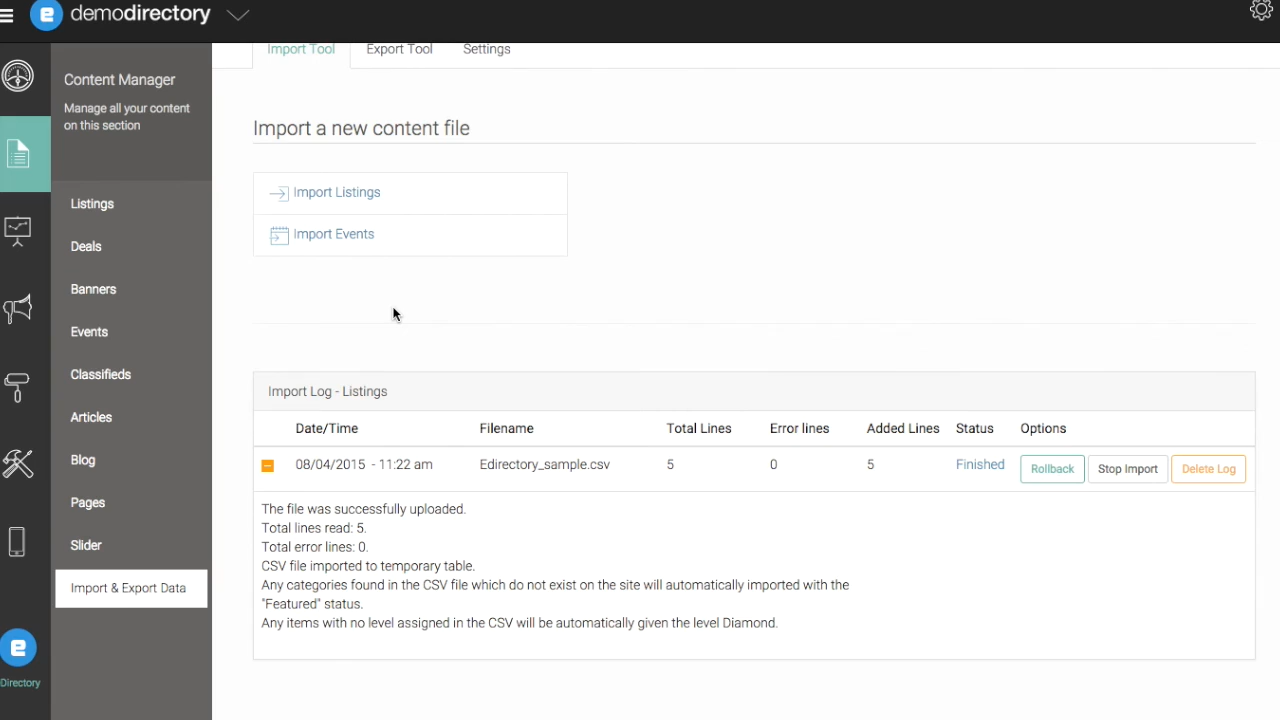 demodirectory
Import Tool
Export Tool
Settings
Content Manager
Manage all your content
on this section
Listings
Deals
Banners
Events
Classifieds
Articles
Blog
Pages
Slider
Import & Export Data
Directory
Import a new content file
Import Listings
Import Events
Import Log - Listings
Date/Time Filename Total Lines Error lines Added Lines Status Options
08/04/2015 - 11:22 am Edirectory_sample.csv 5 0 5 Finished Rollback Stop Import Delete Log
The file was successfully uploaded.
Total lines read: 5.
Total error lines: 0.
CSV file imported to temporary table.
Any categories found in the CSV file which do not exist on the site will automatically imported with the
"Featured" status.
Any items with no level assigned in the CSV will be automatically given the level Diamond.